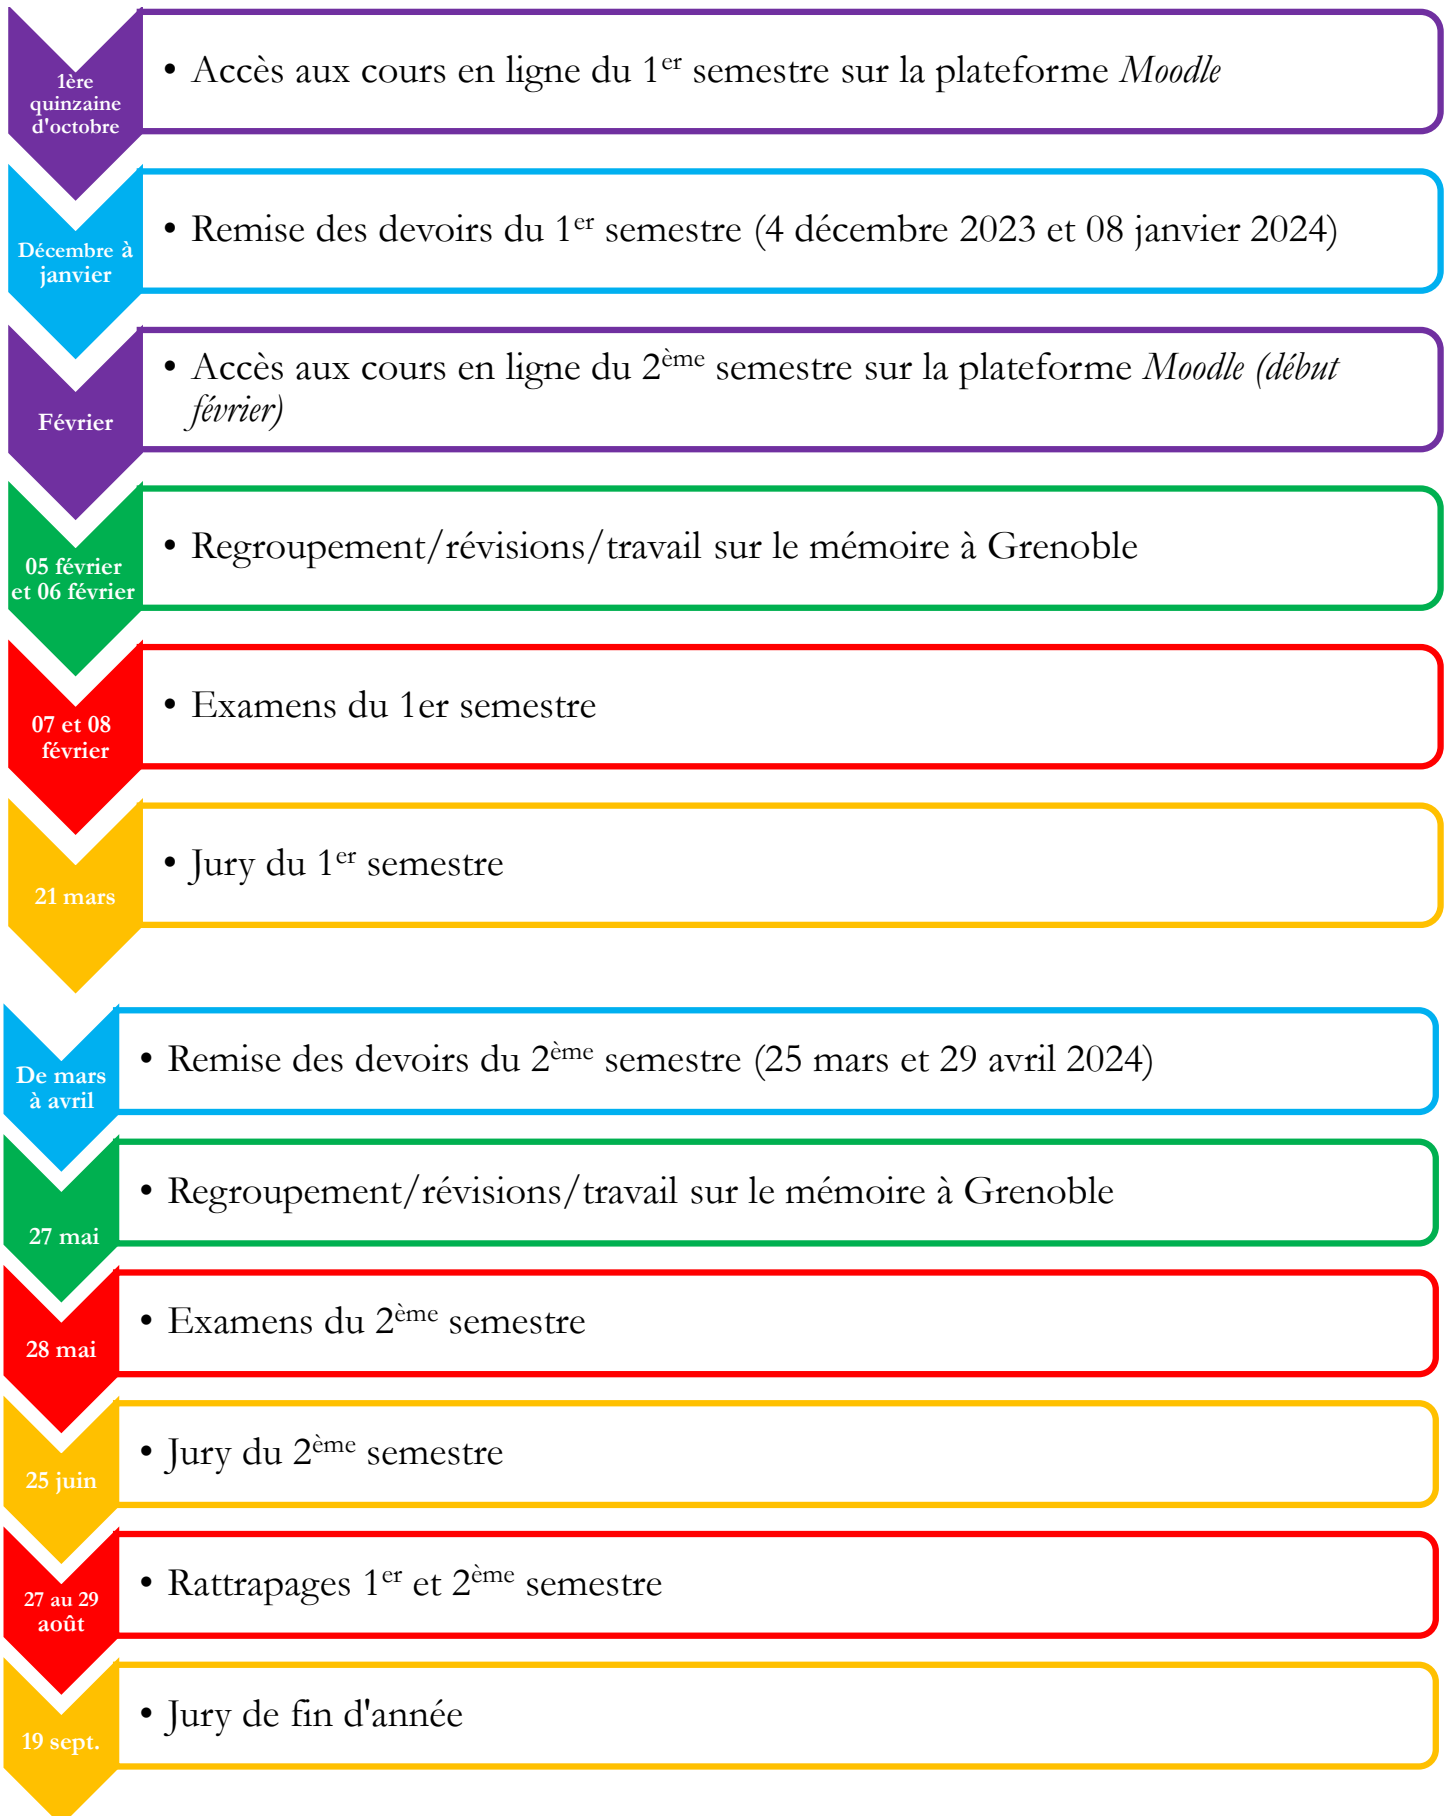 1ère
quinzaine
d'octobre
• Accès aux cours en ligne du 1er semestre sur la plateforme Moodle
Décembre à
janvier
• Remise des devoirs du 1er semestre (4 décembre 2023 et 08 janvier 2024)
Février
• Accès aux cours en ligne du 2ème semestre sur la plateforme Moodle (début
février)
05 février
et 06 février
• Regroupement/révisions/travail sur le mémoire à Grenoble
07 et 08
février
• Examens du 1er semestre
21 mars
• Jury du 1er semestre
De mars
à avril
• Remise des devoirs du 2ème semestre (25 mars et 29 avril 2024)
27 mai
• Regroupement/révisions/travail sur le mémoire à Grenoble
28 mai
• Examens du 2ème semestre
25 juin
• Jury du 2ème semestre
27 au 29
août
• Rattrapages 1er et 2ème semestre
19 sept.
• Jury de fin d'année